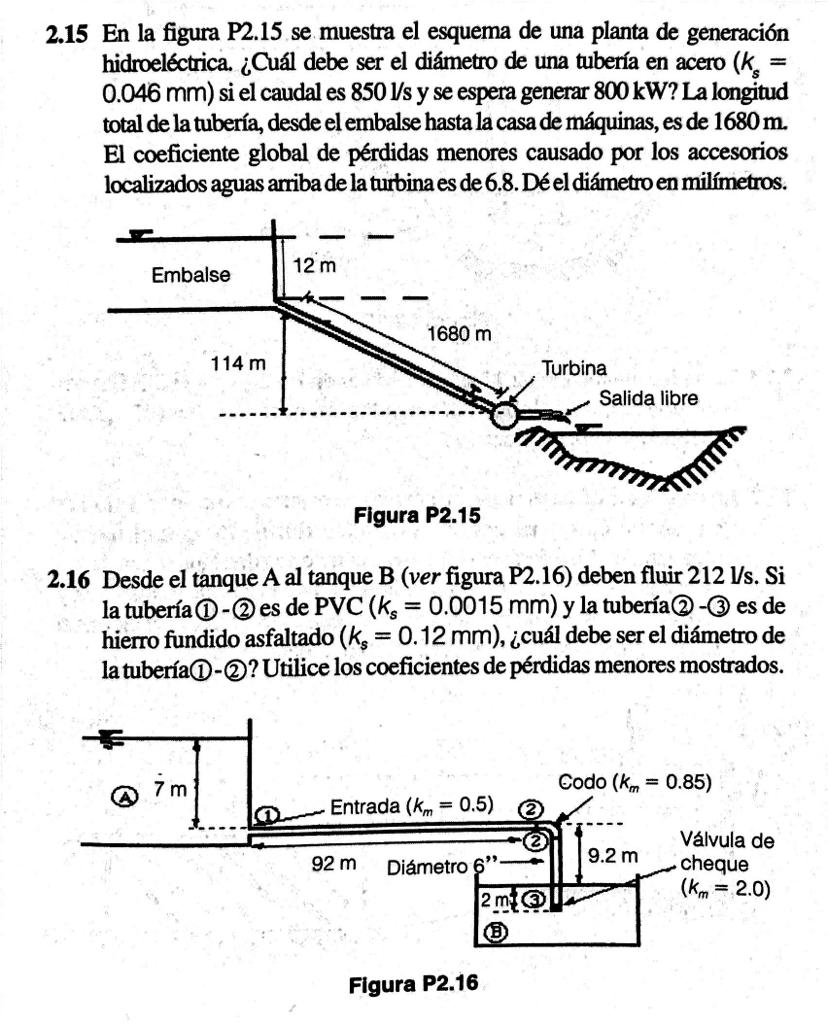 2.15 En la figura P2.15 se muestra el esquema de una planta de generación
hidroeléctrica. ¿Cuál debe ser el diámetro de una tubería en acero (kₛ =
0.046 mm) si el caudal es 850 l/s y se espera generar 800 kW? La longitud
total de la tubería, desde el embalse hasta la casa de máquinas, es de 1680 m.
El coeficiente global de pérdidas menores causado por los accesorios
localizados aguas arriba de la turbina es de 6.8. Dé el diámetro en milímetros.
12 m
Embalse
1680 m
114 m
Turbina
Salida libre
Figura P2.15
2.16 Desde el tanque A al tanque B (ver figura P2.16) deben fluir 212 l/s. Si
la tubería ①-② es de PVC (kₛ = 0.0015 mm) y la tubería ②-③ es de
hierro fundido asfaltado (kₛ = 0.12 mm), ¿cuál debe ser el diámetro de
la tubería ①-②? Utilice los coeficientes de pérdidas menores mostrados.
Codo (kₘ = 0.85)
Ⓐ 7 m
① Entrada (kₘ = 0.5) ②
②
Válvula de
92 m Diámetro 6” 9.2 m cheque
(kₘ = 2.0)
2 m ③
Ⓑ
Figura P2.16